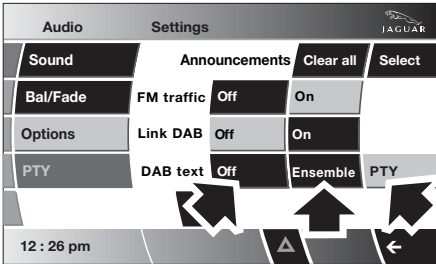 Audio Settings JAGUAR
Sound Announcements Clear all Select
Bal/Fade FM traffic Off On
Options Link DAB Off On
PTY DAB text Off Ensemble PTY
12 : 26 pm